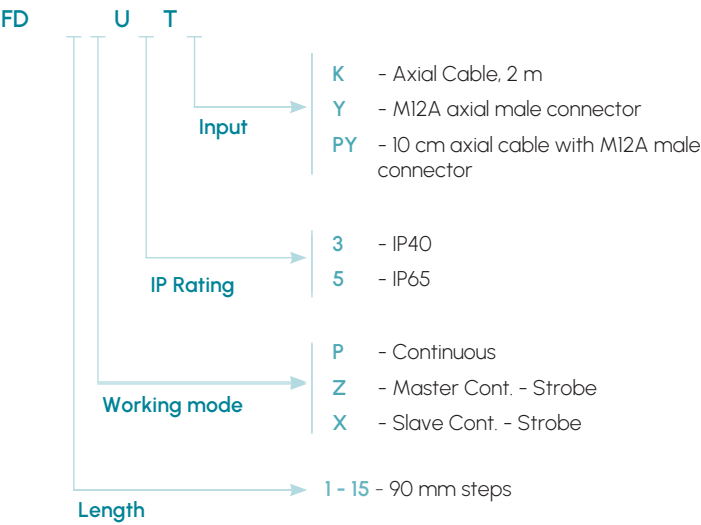 FD U T
K - Axial Cable, 2 m
Y - M12A axial male connector
Input
PY - 10 cm axial cable with M12A male
connector
3 - IP40
IP Rating
5 - IP65
P - Continuous
Z - Master Cont. - Strobe
Working mode
X - Slave Cont. - Strobe
1 - 15 - 90 mm steps
Length